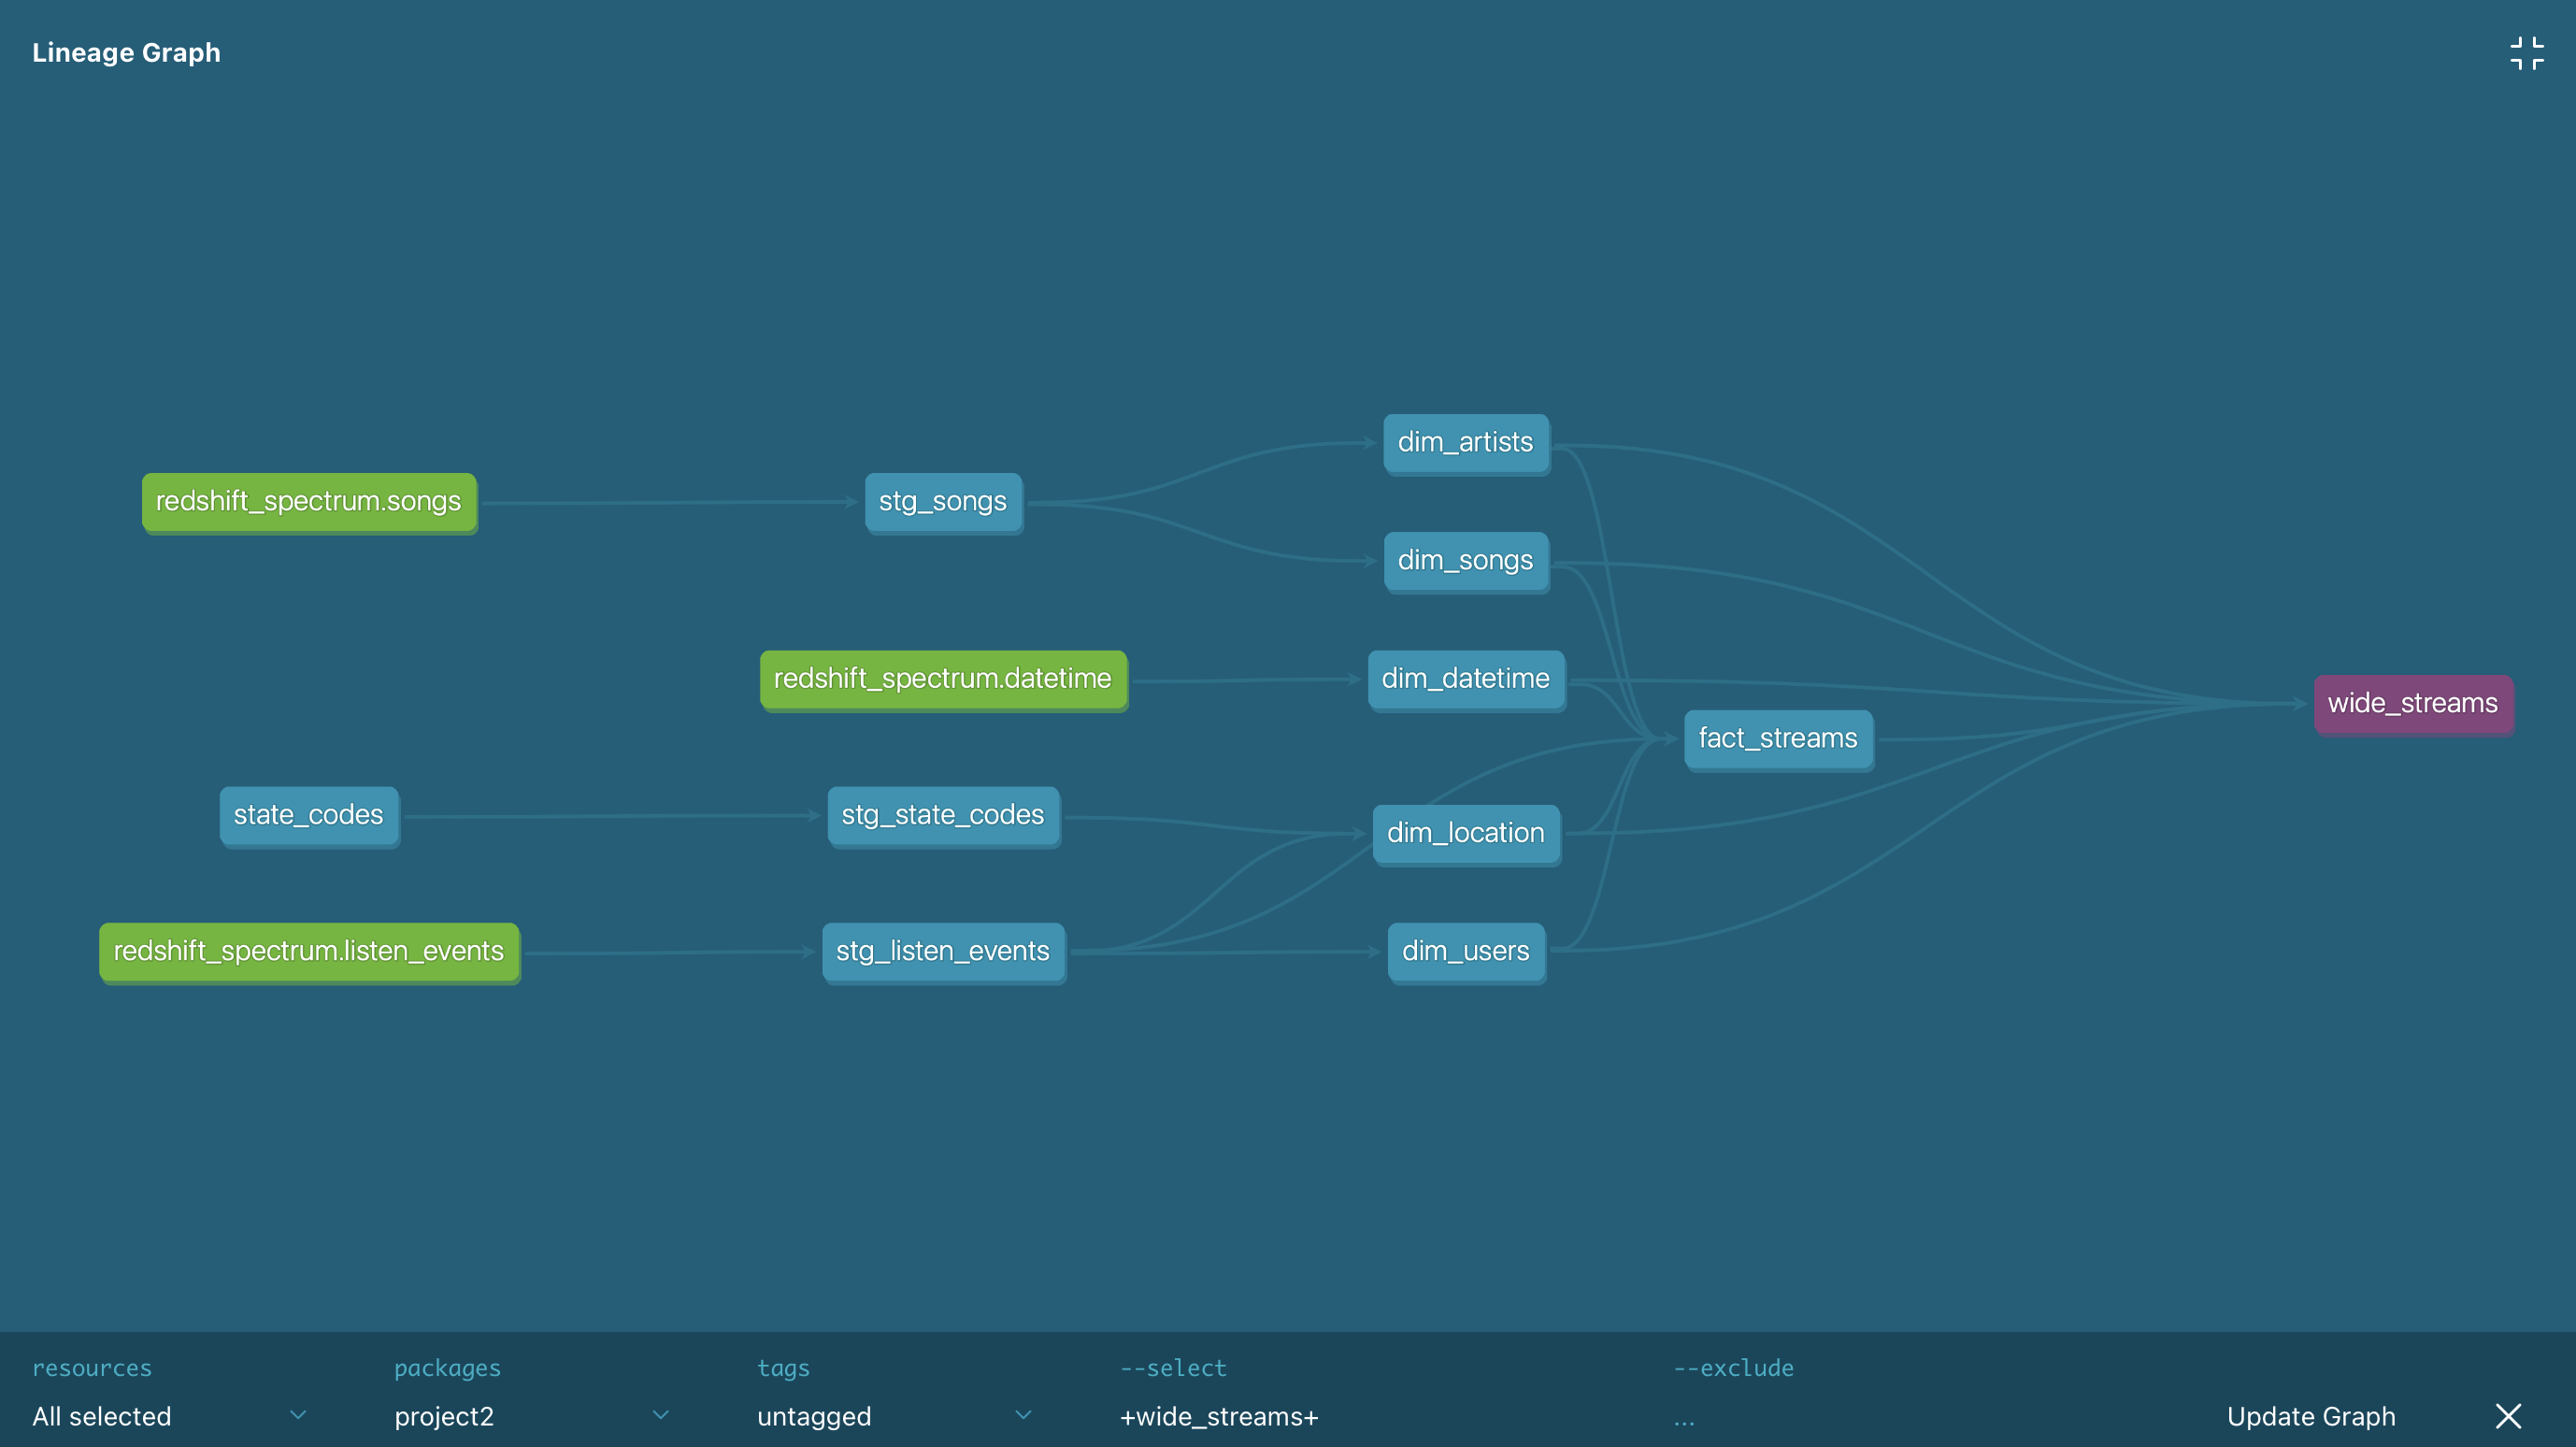 Lineage Graph
dim_artists
redshift_spectrum.songs
stg_songs
dim_songs
redshift_spectrum.datetime
dim_datetime
wide_streams
fact_streams
state_codes
stg_state_codes
dim_location
redshift_spectrum.listen_events
stg_listen_events
dim_users
resources
packages
tags
--select
--exclude
All selected
project2
untagged
+wide_streams+
...
Update Graph